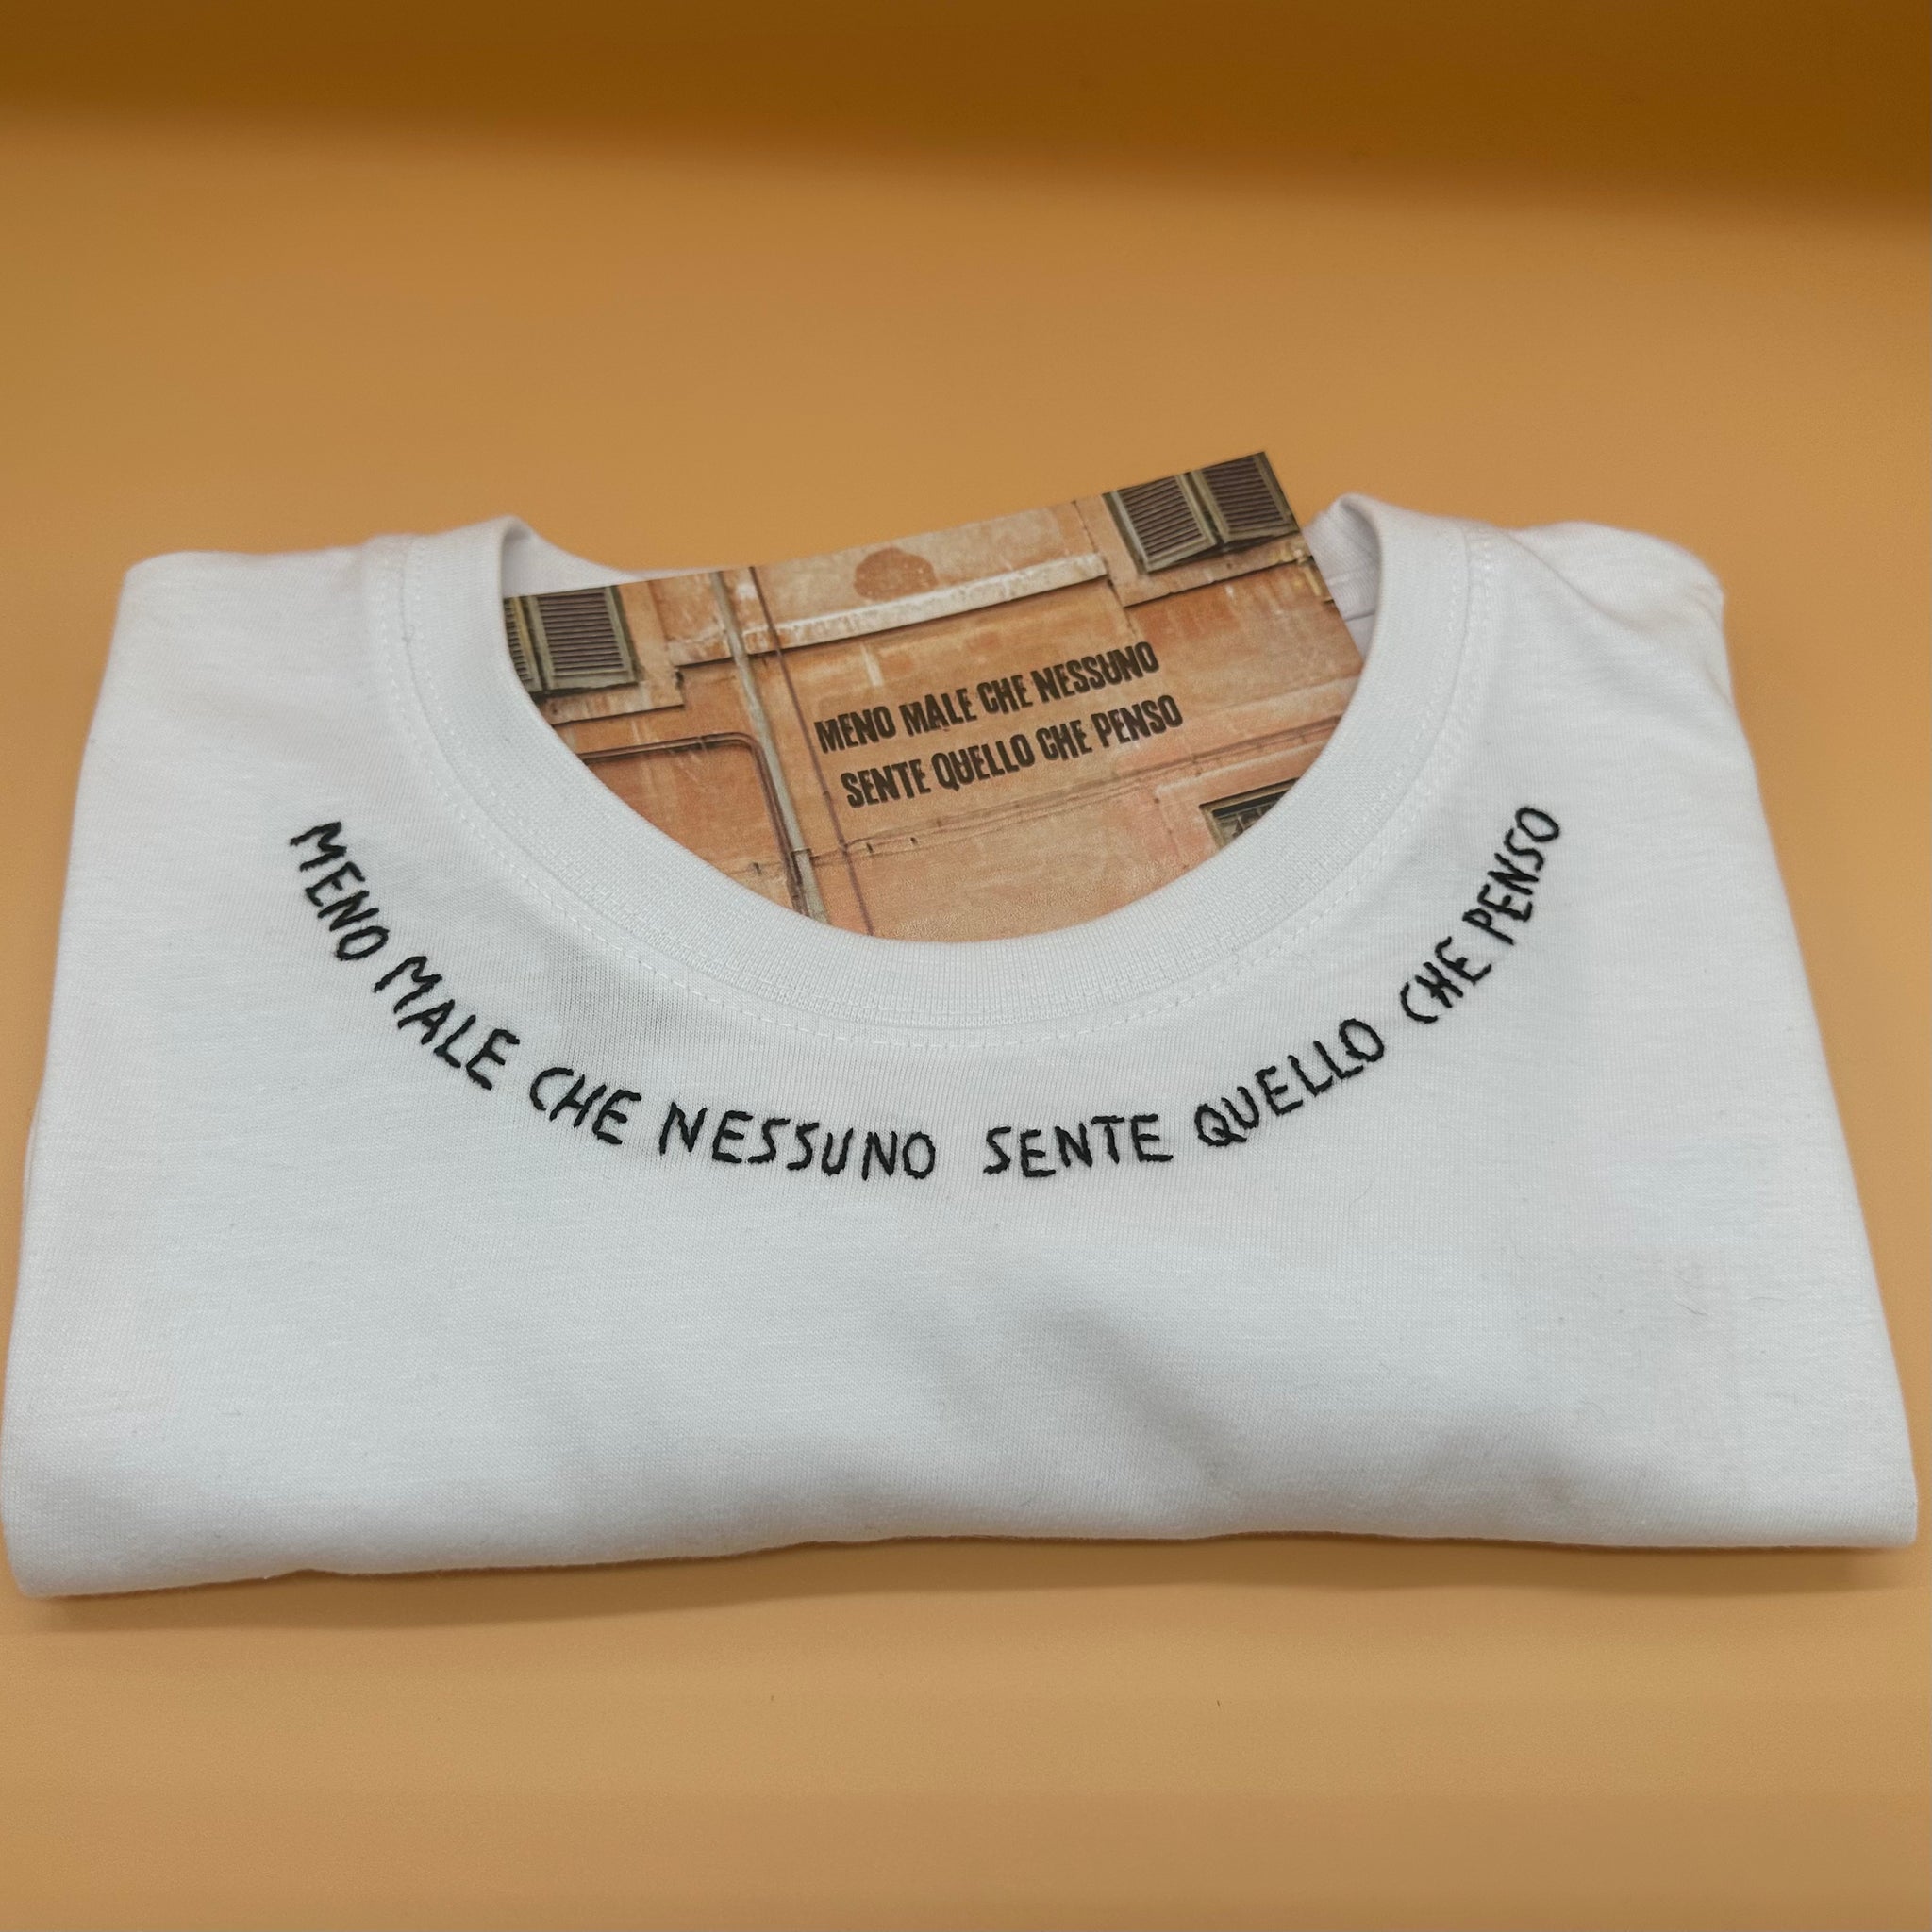 MENO MALE CHE NESSUNO
SENTE QUELLO CHE PENSO
MENO MALE CHE NESSUNO SENTE QUELLO CHE PENSO